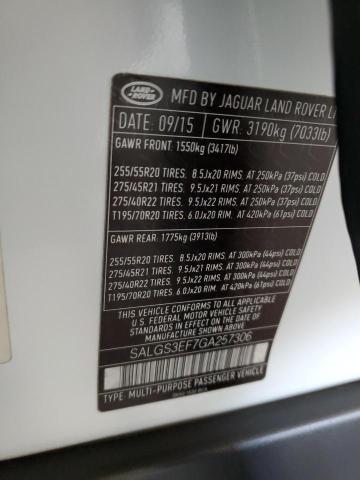 LAND
ROVER
MFD BY JAGUAR LAND ROVER
DATE: 09/15 GWR: 3190kg (7033lb)
GAWR FRONT: 1550kg (3417lb)
255/55R20 TIRES. 8.5Jx20 RIMS. AT 250kPA (37psi) COLD
275/45R21 TIRES. 9.5Jx21 RIMS. AT 250kPA (37psi) COLD
275/40R22 TIRES. 9.5Jx22 RIMS. AT 250kPA (37psi) COLD
T195/70R20 TIRES. 6.0Jx20 RIMS. AT 420kPA (61psi) COLD
GAWR REAR: 1775kg (3913lb)
255/55R20 TIRES. 8.5Jx20 RIMS. AT 300kPA (44psi) COLD
275/45R21 TIRES. 9.5Jx21 RIMS. AT 300kPA (44psi) COLD
275/40R22 TIRES. 9.5Jx22 RIMS. AT 300kPA (44psi) COLD
T195/70R20 TIRES. 6.0Jx20 RIMS. AT 420kPA (61psi) COLD
THIS VEHICLE CONFORMS TO ALL APPLICABLE
U.S. FEDERAL MOTOR VEHICLE SAFETY
STANDARDS IN EFFECT ON THE DATE
OF MANUFACTURE SHOWN ABOVE
SALGS3EF7GA257306
TYPE: MULTI-PURPOSE PASSENGER VEHICLE